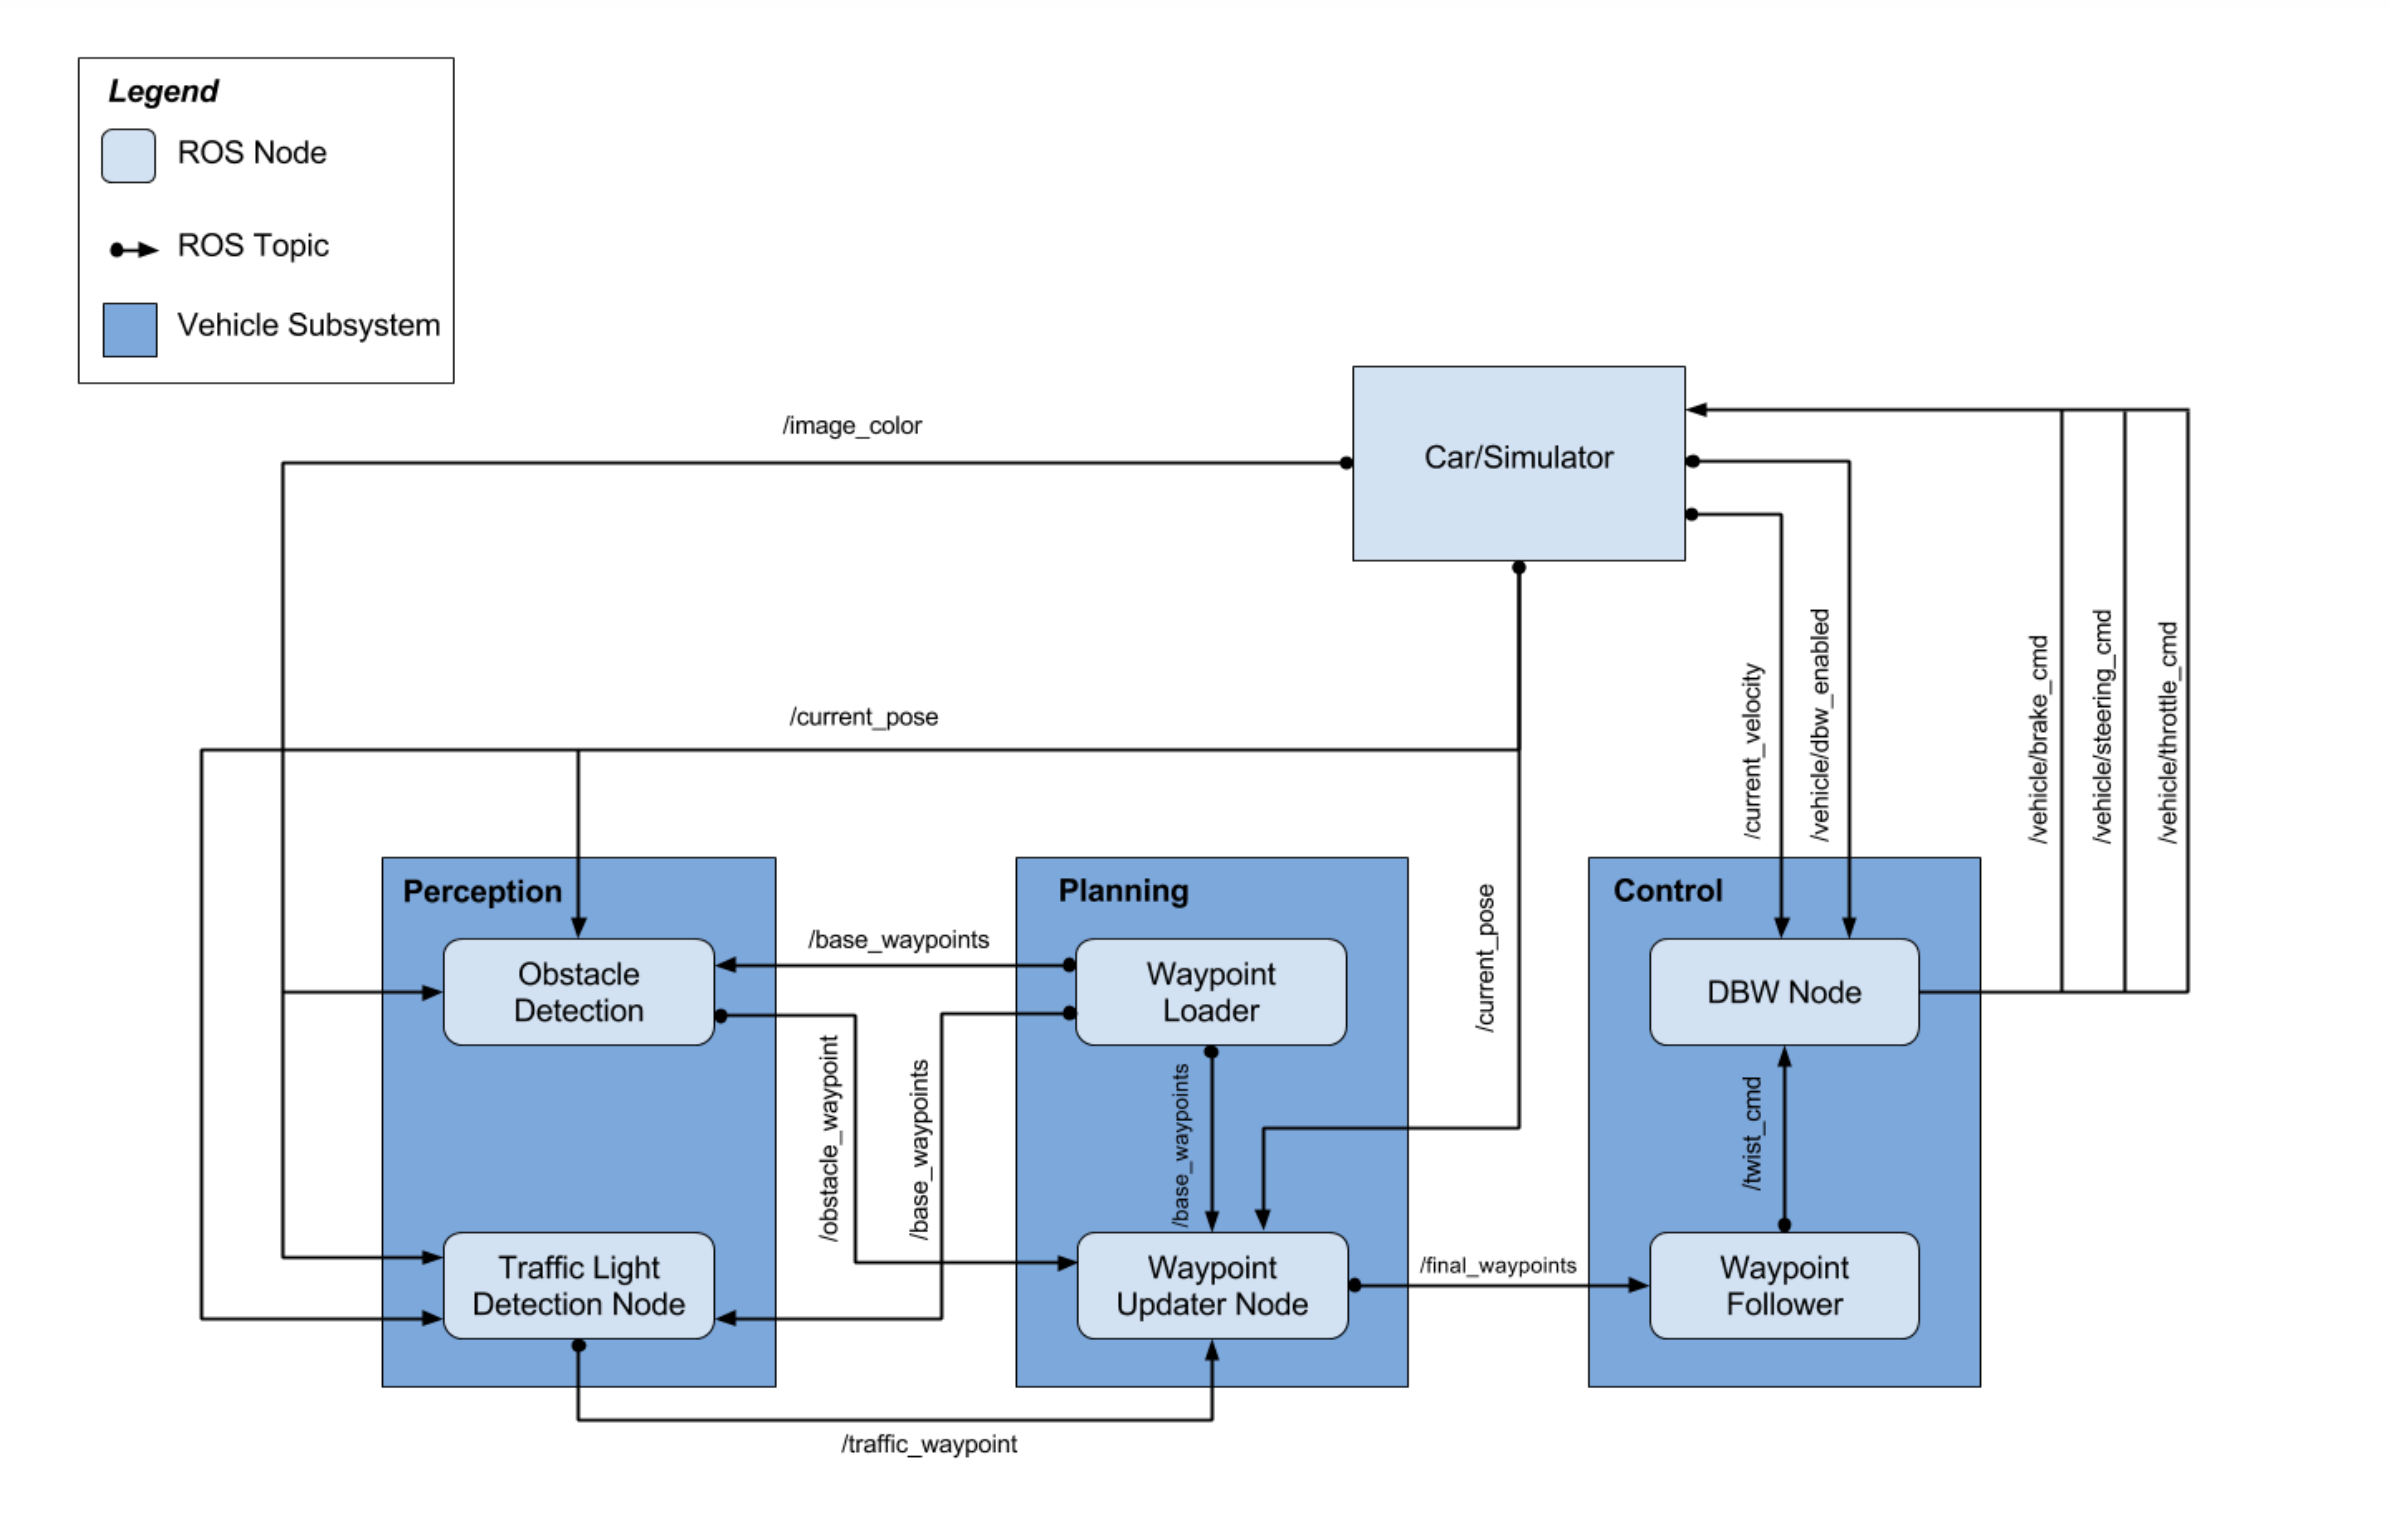 Legend
ROS Node
ROS Topic
Vehicle Subsystem
/image_color
Car/Simulator
/current_pose
/current_velocity
/vehicle/dbw_enabled
/vehicle/brake_cmd
/vehicle/steering_cmd
/vehicle/throttle_cmd
Perception
Obstacle
Detection
Traffic Light
Detection Node
/base_waypoints
/obstacle_waypoint
/base_waypoints
/traffic_waypoint
Planning
Waypoint
Loader
/base_waypoints
/current_pose
Waypoint
Updater Node
/final_waypoints
Control
DBW Node
/twist_cmd
Waypoint
Follower